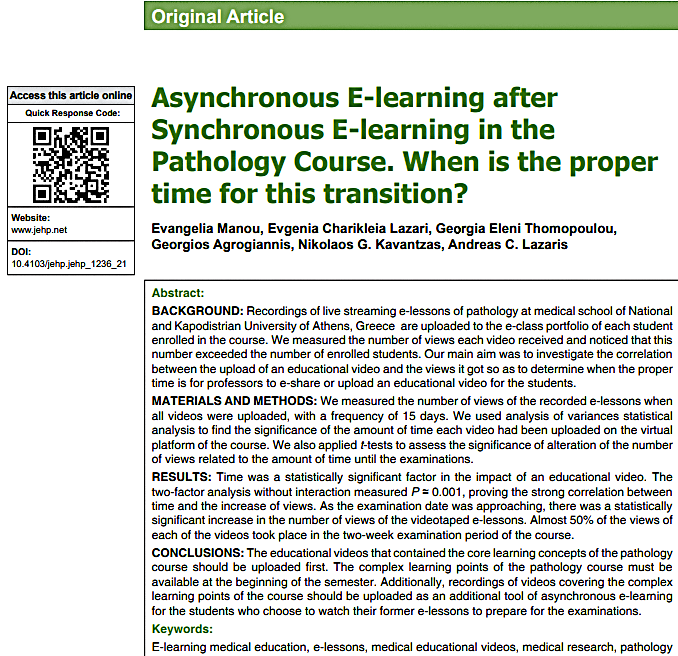 Original Article
Access this article online
Quick Response Code:
Website:
www.jehp.net
DOI:
10.4103/jehp.jehp_1236_21
Asynchronous E-learning after
Synchronous E-learning in the
Pathology Course. When is the proper
time for this transition?
Evangelia Manou, Evgenia Charikleia Lazari, Georgia Eleni Thomopoulou,
Georgios Agrogiannis, Nikolaos G. Kavantzas, Andreas C. Lazaris
Abstract:
BACKGROUND: Recordings of live streaming e-lessons of pathology at medical school of National
and Kapodistrian University of Athens, Greece are uploaded to the e-class portfolio of each student
enrolled in the course. We measured the number of views each video received and noticed that this
number exceeded the number of enrolled students. Our main aim was to investigate the correlation
between the upload of an educational video and the views it got so as to determine when the proper
time is for professors to e-share or upload an educational video for the students.
MATERIALS AND METHODS: We measured the number of views of the recorded e-lessons when
all videos were uploaded, with a frequency of 15 days. We used analysis of variances statistical
analysis to find the significance of the amount of time each video had been uploaded on the virtual
platform of the course. We also applied t-tests to assess the significance of alteration of the number
of views related to the amount of time until the examinations.
RESULTS: Time was a statistically significant factor in the impact of an educational video. The
two-factor analysis without interaction measured P = 0.001, proving the strong correlation between
time and the increase of views. As the examination date was approaching, there was a statistically
significant increase in the number of views of the videotaped e-lessons. Almost 50% of the views of
each of the videos took place in the two-week examination period of the course.
CONCLUSIONS: The educational videos that contained the core learning concepts of the pathology
course should be uploaded first. The complex learning points of the pathology course must be
available at the beginning of the semester. Additionally, recordings of videos covering the complex
learning points of the course should be uploaded as an additional tool of asynchronous e-learning
for the students who choose to watch their former e-lessons to prepare for the examinations.
Keywords:
E-learning medical education, e-lessons, medical educational videos, medical research, pathology